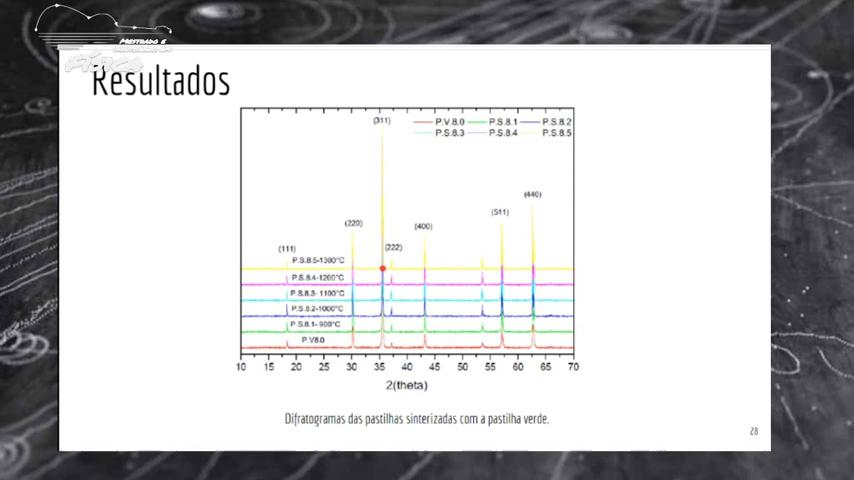 MESTRADO E
FÍSICA
Resultados
(311)
P.V.8.0 P.S.8.1 P.S.8.2
P.S.8.3 P.S.8.4 P.S.8.5
(440)
(511)
(220)
(400)
(111)
(222)
P.S.8.5-1300°C
P.S.8.4-1200°C
P.S.8.3- 1100°C
P.S.8.2-1000°C
P.S.8.1- 900°C
P.V8.0
10 15 20 25 30 35 40 45 50 55 60 65 70
2(theta)
Difratogramas das pastilhas sinterizadas com a pastilha verde.
28